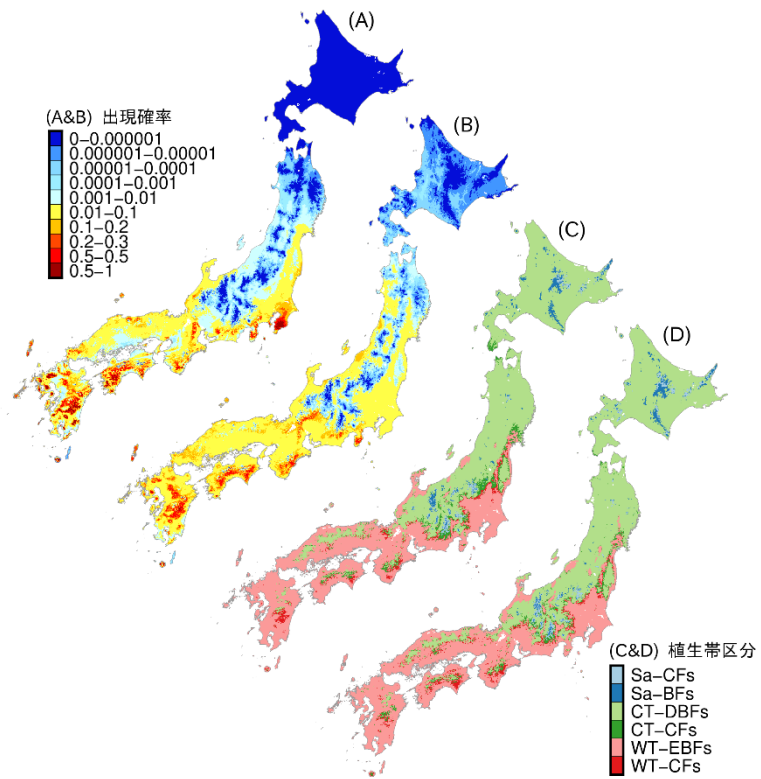 (A)
(A&B) 出現確率
0-0.000001
0.000001-0.00001
0.00001-0.0001
0.0001-0.001
0.001-0.01
0.01-0.1
0.1-0.2
0.2-0.3
0.5-0.5
0.5-1
(B)
(C)
(D)
(C&D) 植生帯区分
Sa-CFs
Sa-BFs
CT-DBFs
CT-CFs
WT-EBFs
WT-CFs